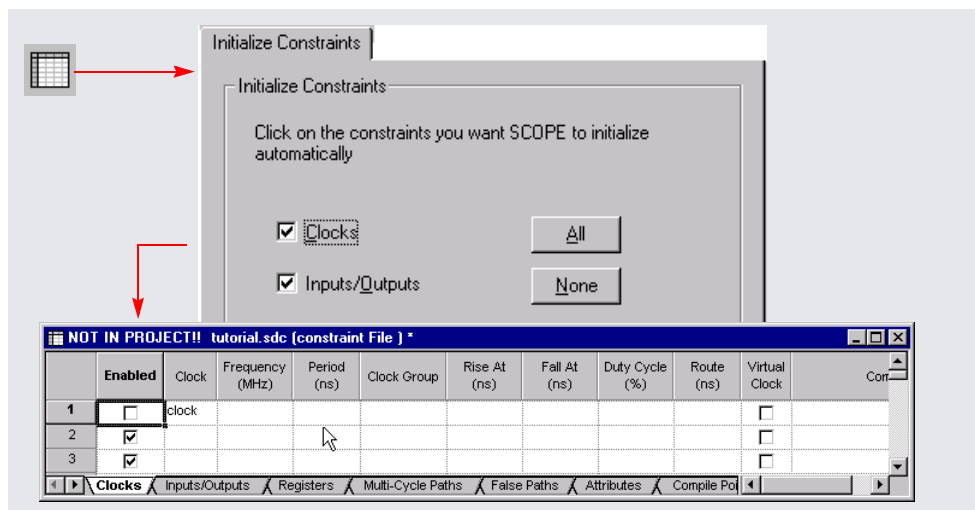 Initialize Constraints
Initialize Constraints
Click on the constraints you want SCOPE to initialize
automatically
Clocks All
Inputs/Outputs None
NOT IN PROJECT!! tutorial.sdc (constraint File ) *
Enabled Clock Frequency (MHz) Period (ns) Clock Group Rise At (ns) Fall At (ns) Duty Cycle (%) Route (ns) Virtual Clock Com
1 clock
2
3
Clocks Inputs/Outputs Registers Multi-Cycle Paths False Paths Attributes Compile Poi